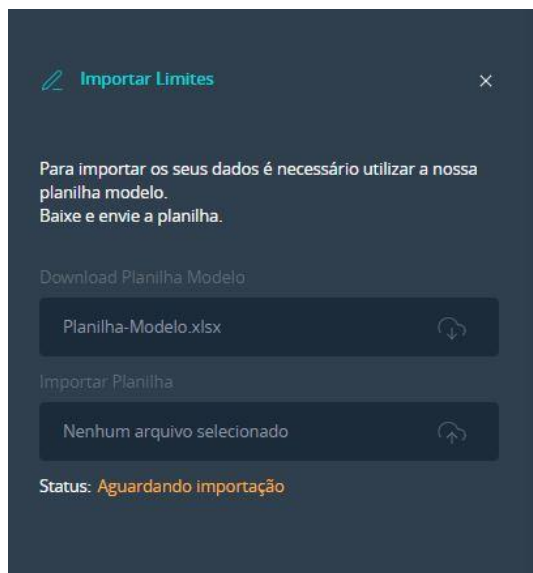 Importar Limites
Para importar os seus dados é necessário utilizar a nossa
planilha modelo.
Baixe e envie a planilha.
Download Planilha Modelo
Planilha-Modelo.xlsx
Importar Planilha
Nenhum arquivo selecionado
Status: Aguardando importação